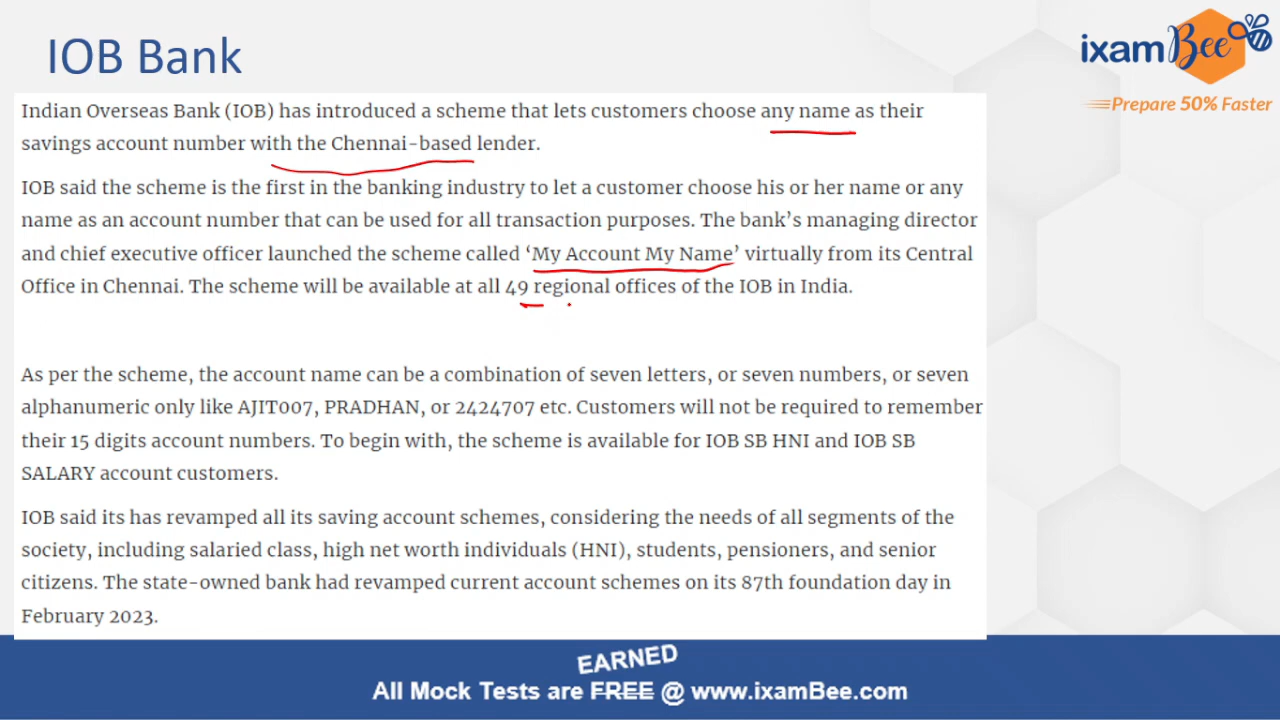 IOB Bank
ixamBee
Prepare 50% Faster
Indian Overseas Bank (IOB) has introduced a scheme that lets customers choose any name as their
savings account number with the Chennai-based lender.
IOB said the scheme is the first in the banking industry to let a customer choose his or her name or any
name as an account number that can be used for all transaction purposes. The bank's managing director
and chief executive officer launched the scheme called ‘My Account My Name’ virtually from its Central
Office in Chennai. The scheme will be available at all 49 regional offices of the IOB in India.
As per the scheme, the account name can be a combination of seven letters, or seven numbers, or seven
alphanumeric only like AJIT007, PRADHAN, or 2424707 etc. Customers will not be required to remember
their 15 digits account numbers. To begin with, the scheme is available for IOB SB HNI and IOB SB
SALARY account customers.
IOB said its has revamped all its saving account schemes, considering the needs of all segments of the
society, including salaried class, high net worth individuals (HNI), students, pensioners, and senior
citizens. The state-owned bank had revamped current account schemes on its 87th foundation day in
February 2023.
EARNED
All Mock Tests are FREE @ www.ixamBee.com